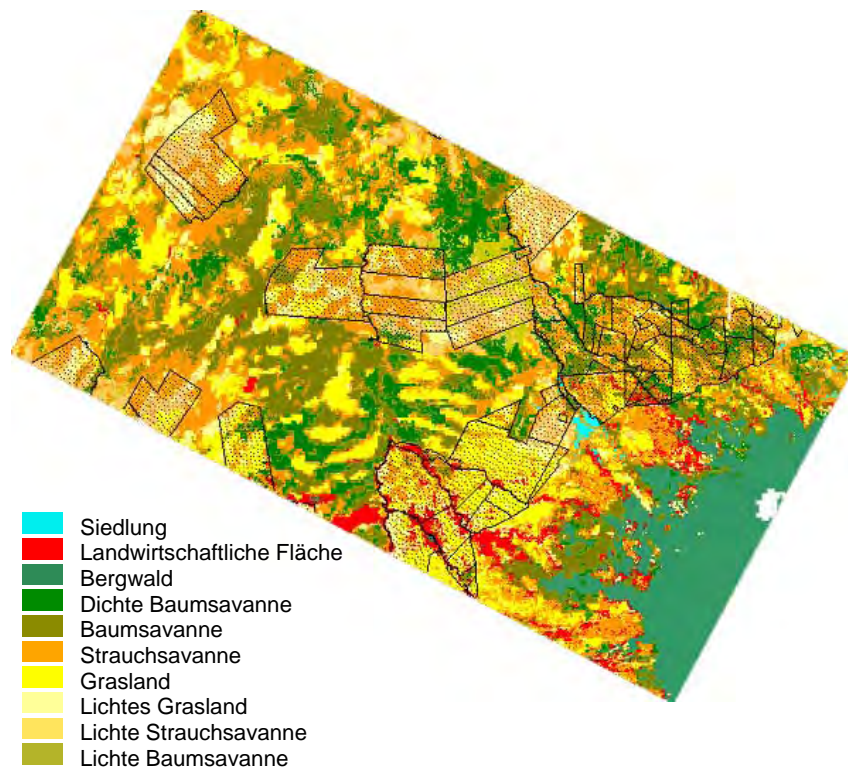 Siedlung
Landwirtschaftliche Fläche
Bergwald
Dichte Baumsavanne
Baumsavanne
Strauchsavanne
Grasland
Lichtes Grasland
Lichte Strauchsavanne
Lichte Baumsavanne